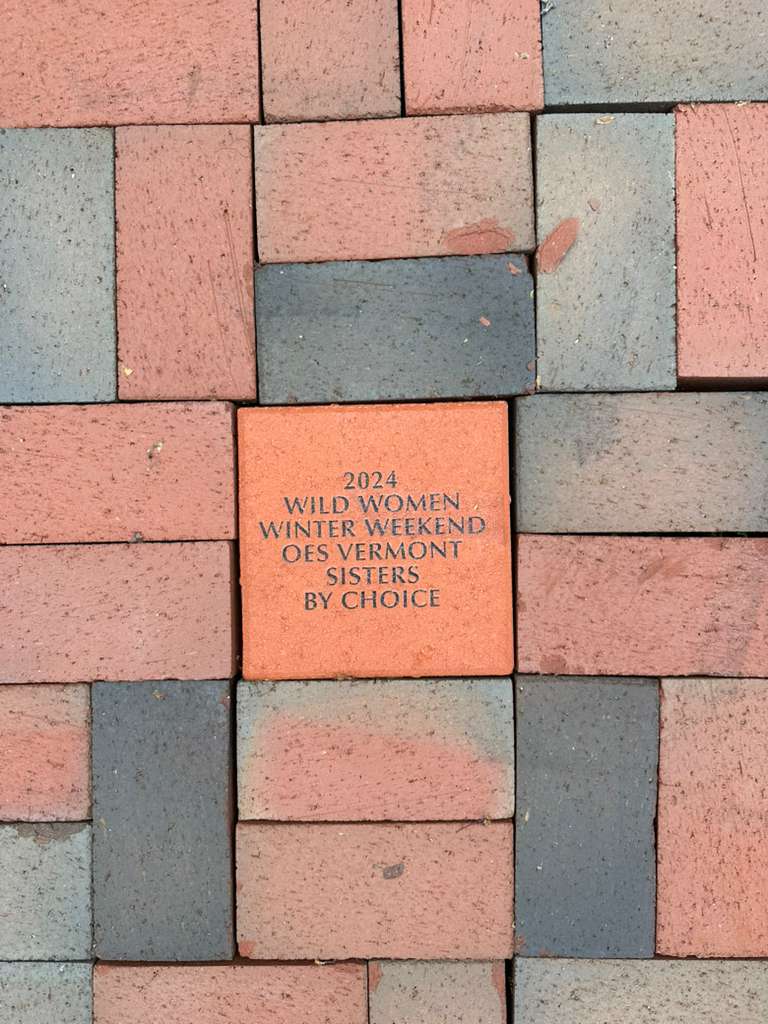 2024
WILD WOMEN
WINTER WEEKEND
OES VERMONT
SISTERS
BY CHOICE